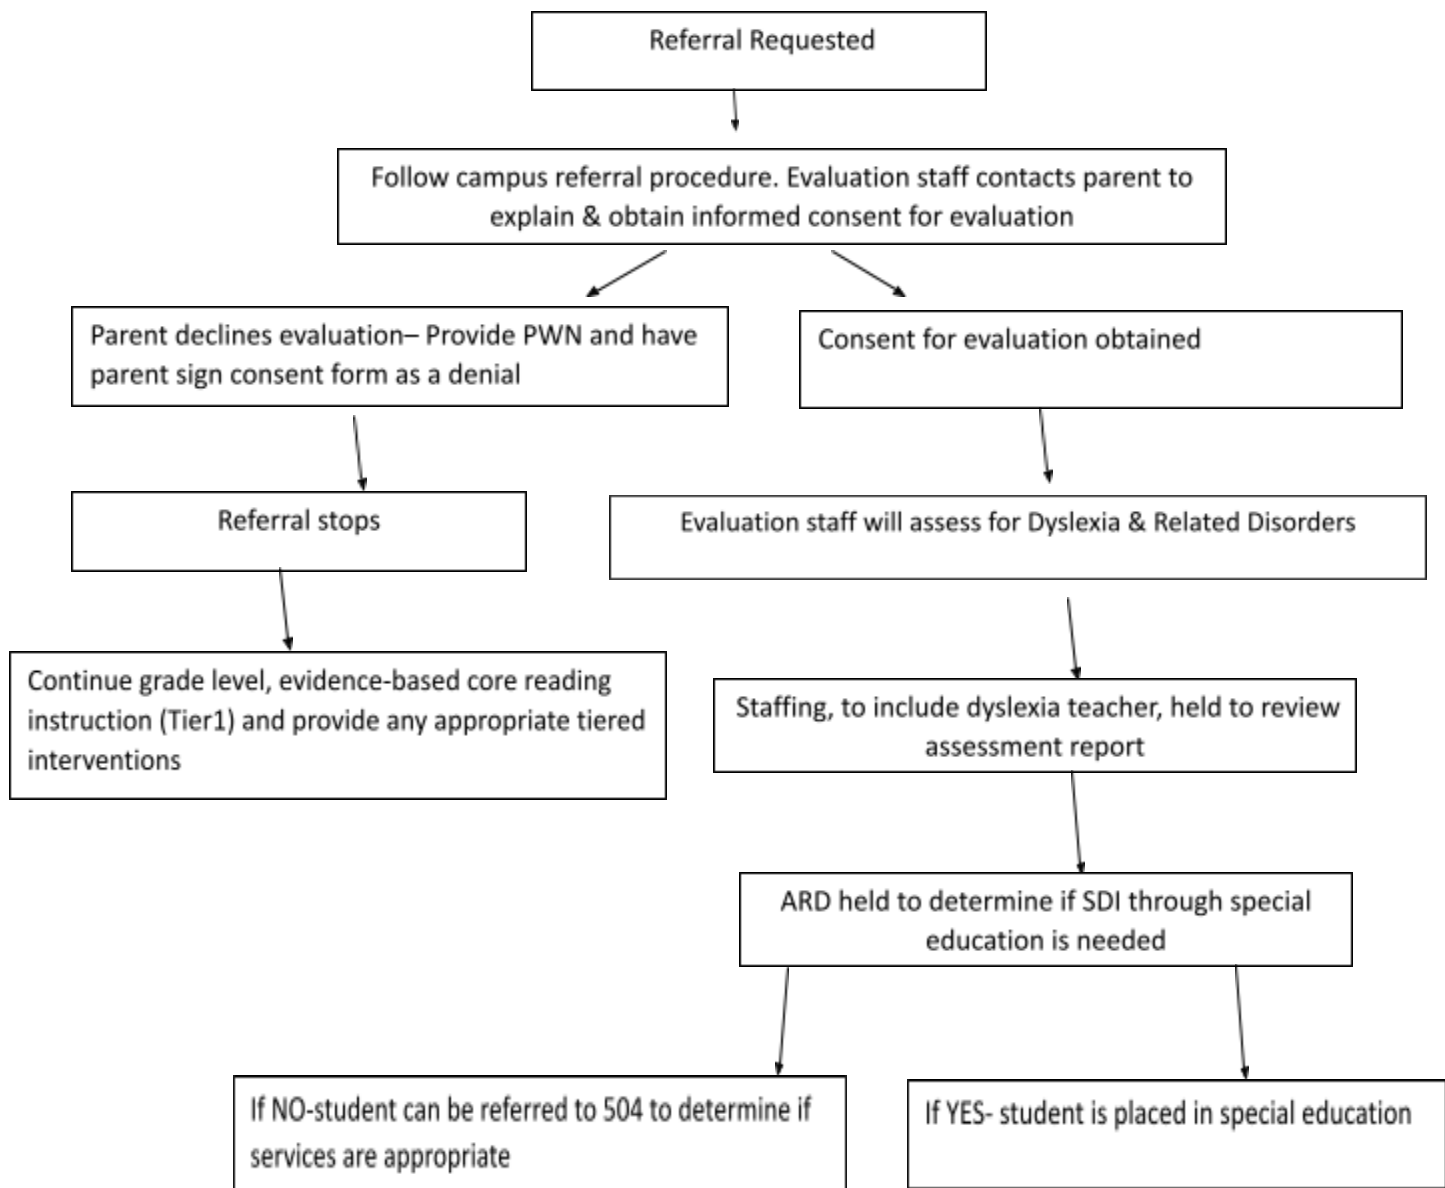 Referral Requested
Follow campus referral procedure. Evaluation staff contacts parent to
explain & obtain informed consent for evaluation
Parent declines evaluation– Provide PWN and have
parent sign consent form as a denial
Consent for evaluation obtained
Referral stops
Evaluation staff will assess for Dyslexia & Related Disorders
Continue grade level, evidence-based core reading
instruction (Tier1) and provide any appropriate tiered
interventions
Staffing, to include dyslexia teacher, held to review
assessment report
ARD held to determine if SDI through special
education is needed
If NO-student can be referred to 504 to determine if
services are appropriate
If YES- student is placed in special education